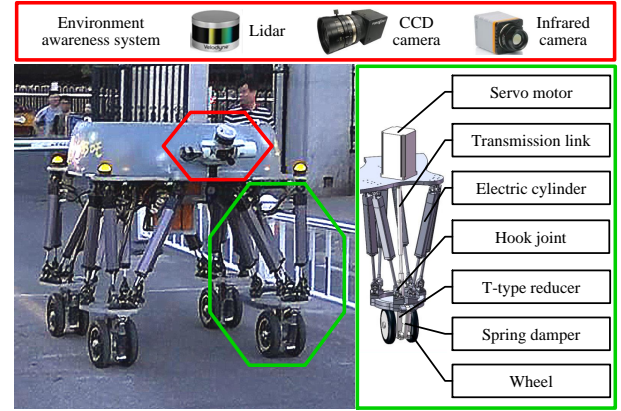 Environment
awareness system
Lidar
CCD
camera
Infrared
camera
Velodyne
Servo motor
Transmission link
Electric cylinder
Hook joint
T-type reducer
Spring damper
Wheel